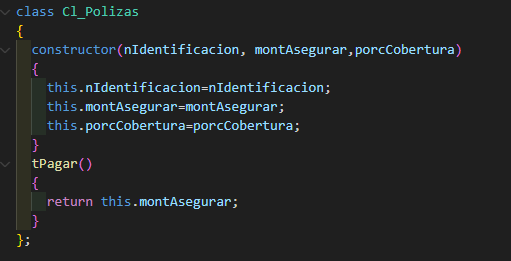 class Cl_Polizas
{
constructor(nIdentificacion, montAsegurar,porcCobertura)
{
this.nIdentificacion=nIdentificacion;
this.montAsegurar=montAsegurar;
this.porcCobertura=porcCobertura;
}
tPagar()
{
return this.montAsegurar;
}
};